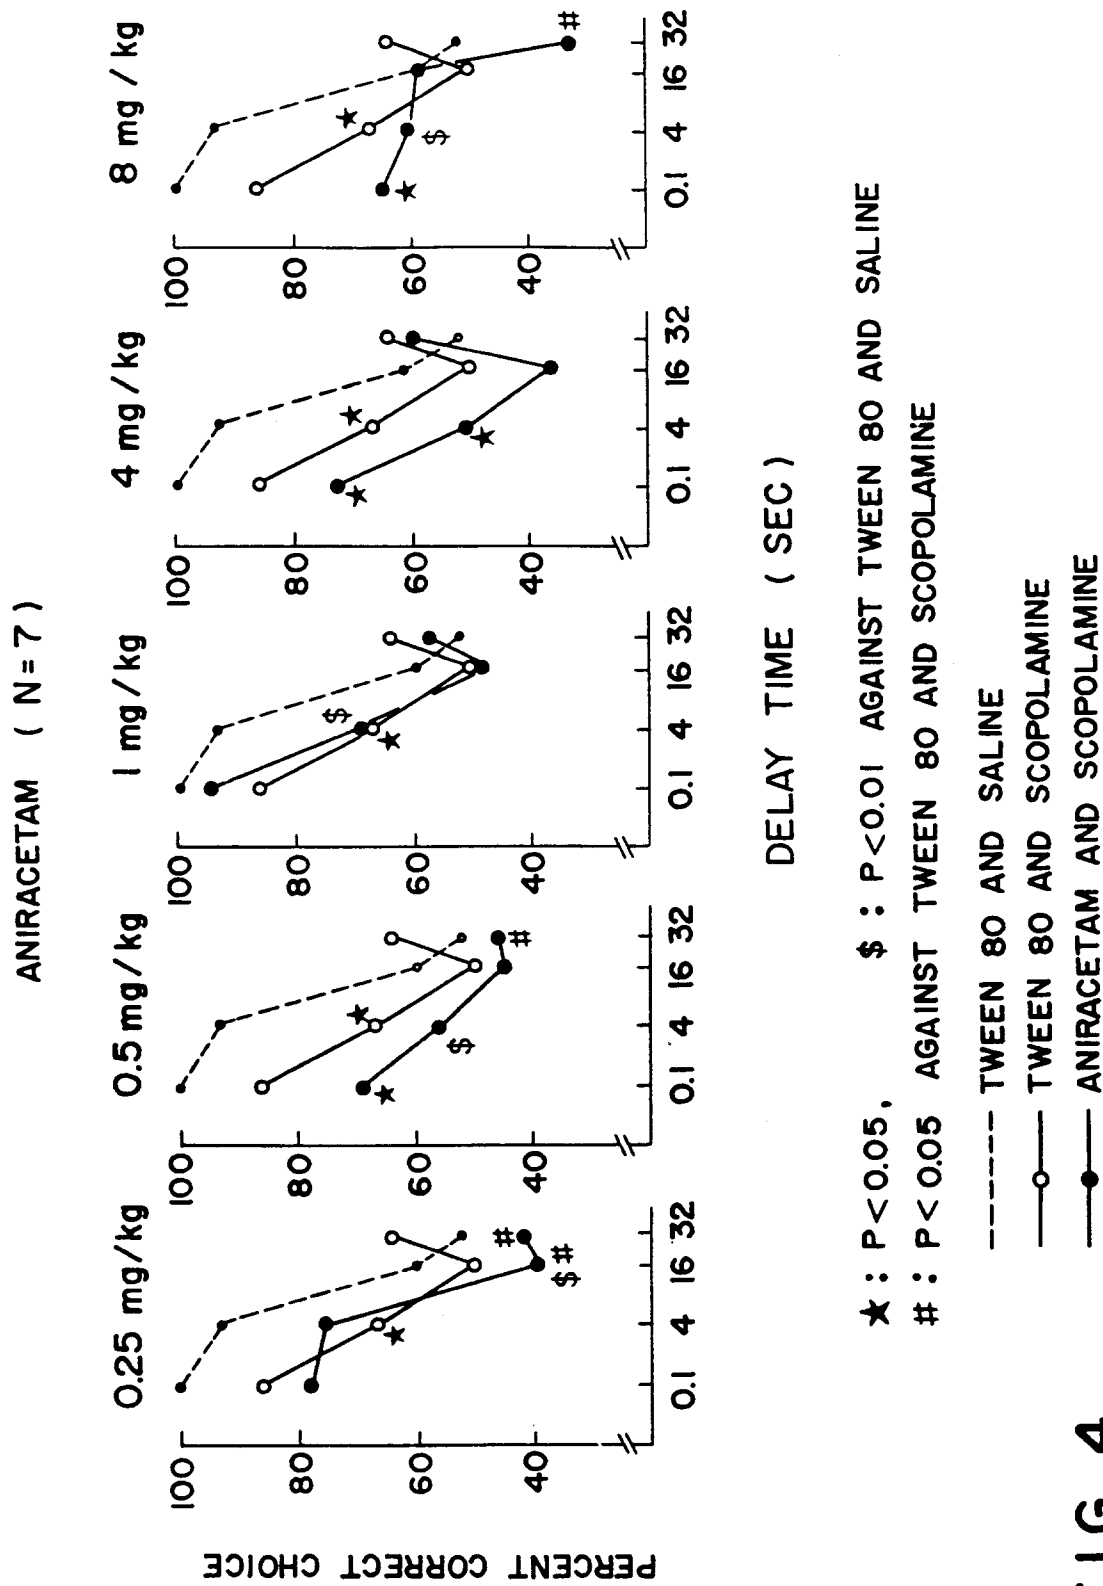 ANIRACETAM ( N = 7 )
0.25 mg/kg
0.5 mg/kg
1 mg/kg
4 mg/kg
8 mg/kg
PERCENT CORRECT CHOICE
100
80
60
40
100
80
60
40
100
80
60
40
100
80
60
40
100
80
60
40
★
$
#
#
★
★
$
#
$
★
★
★
★
★
★
$
#
0.1 4 16 32
0.1 4 16 32
0.1 4 16 32
0.1 4 16 32
0.1 4 16 32
DELAY TIME ( SEC )
★ : P<0.05, $ : P<0.01 AGAINST TWEEN 80 AND SALINE
# : P<0.05 AGAINST TWEEN 80 AND SCOPOLAMINE
TWEEN 80 AND SALINE
TWEEN 80 AND SCOPOLAMINE
ANIRACETAM AND SCOPOLAMINE
IG 4